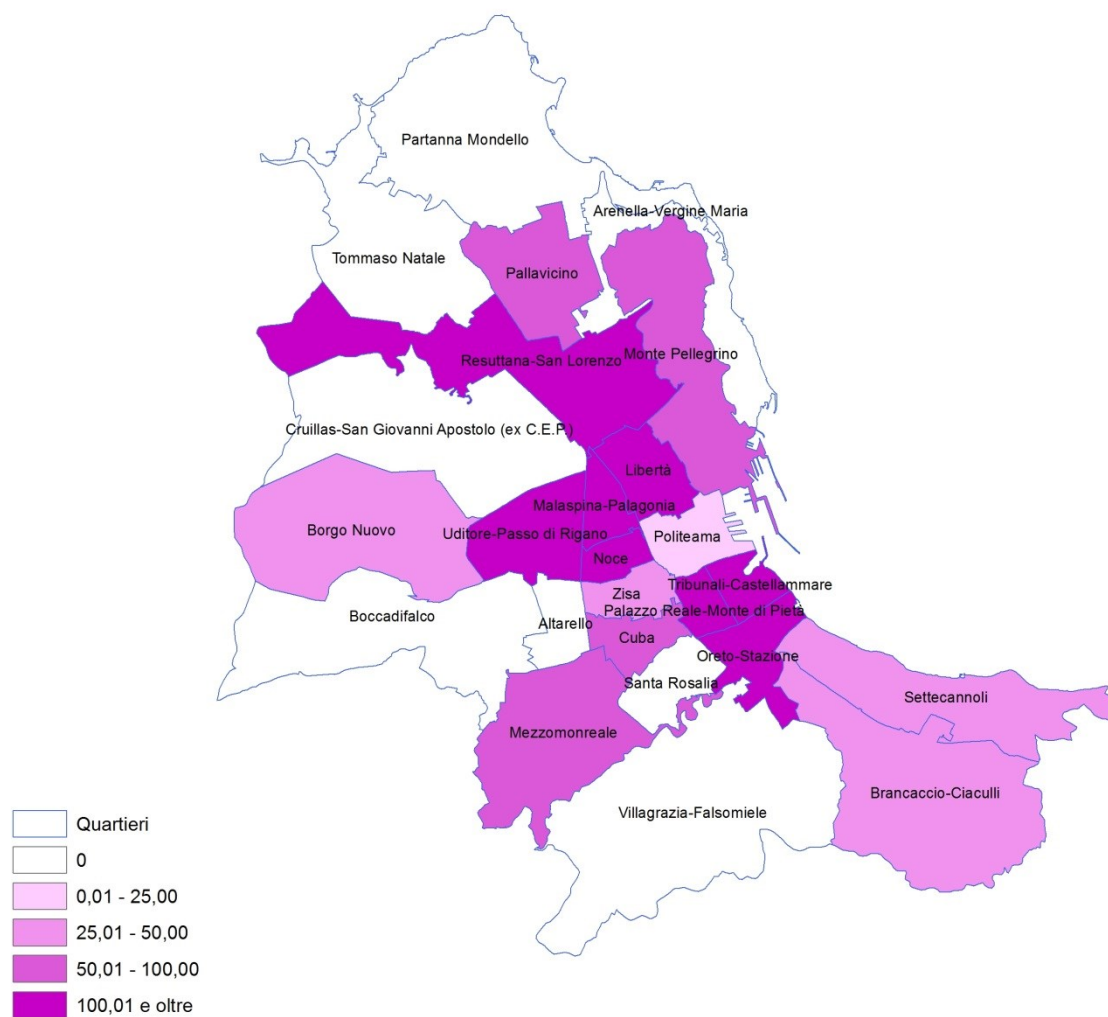 Partanna Mondello
Arenella-Vergine Maria
Tommaso Natale
Pallavicino
Resuttana-San Lorenzo
Monte Pellegrino
Cruillas-San Giovanni Apostolo (ex C.E.P.)
Libertà
Malaspina-Palagonia
Borgo Nuovo
Uditore-Passo di Rigano
Politeama
Noce
Tribunali-Castellammare
Zisa
Palazzo Reale-Monte di Pietà
Boccadifalco
Altarello
Cuba
Oreto-Stazione
Santa Rosalia
Settecannoli
Mezzomonreale
Brancaccio-Ciaculli
Villagrazia-Falsomiele
Quartieri
0
0,01 - 25,00
25,01 - 50,00
50,01 - 100,00
100,01 e oltre